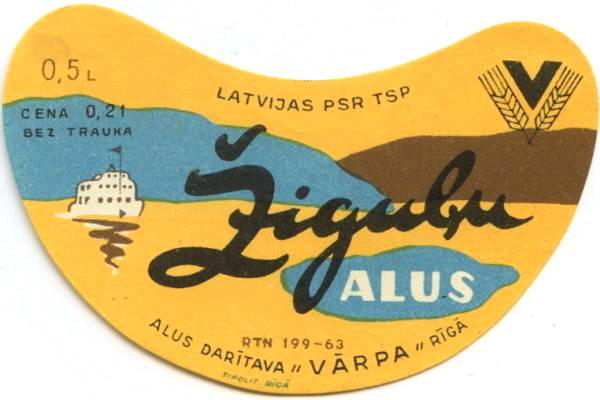 0,5 L
LATVIJAS PSR TSP
V
CENA 0,21
BEZ TRAUKA
Žiguļu
ALUS
RTN 199-63
ALUS DARĪTAVA „VĀRPA" RĪGĀ
TIPOLIT. RĪGĀ